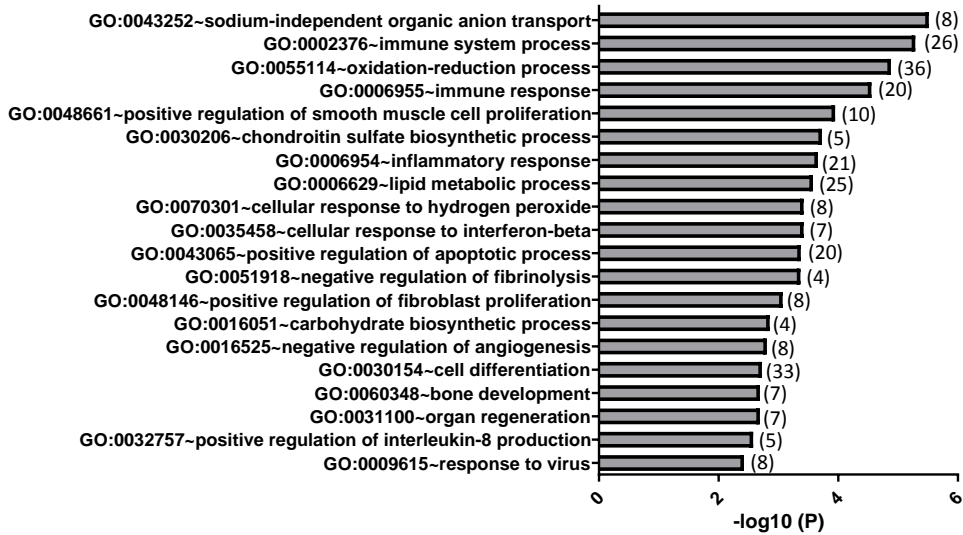 GO:0043252~sodium-independent organic anion transport (8)
GO:0002376~immune system process (26)
GO:0055114~oxidation-reduction process (36)
GO:0006955~immune response (20)
GO:0048661~positive regulation of smooth muscle cell proliferation (10)
GO:0030206~chondroitin sulfate biosynthetic process (5)
GO:0006954~inflammatory response (21)
GO:0006629~lipid metabolic process (25)
GO:0070301~cellular response to hydrogen peroxide (8)
GO:0035458~cellular response to interferon-beta (7)
GO:0043065~positive regulation of apoptotic process (20)
GO:0051918~negative regulation of fibrinolysis (4)
GO:0048146~positive regulation of fibroblast proliferation (8)
GO:0016051~carbohydrate biosynthetic process (4)
GO:0016525~negative regulation of angiogenesis (8)
GO:0030154~cell differentiation (33)
GO:0060348~bone development (7)
GO:0031100~organ regeneration (7)
GO:0032757~positive regulation of interleukin-8 production (5)
GO:0009615~response to virus (8)
0 2 4 6
-log10 (P)